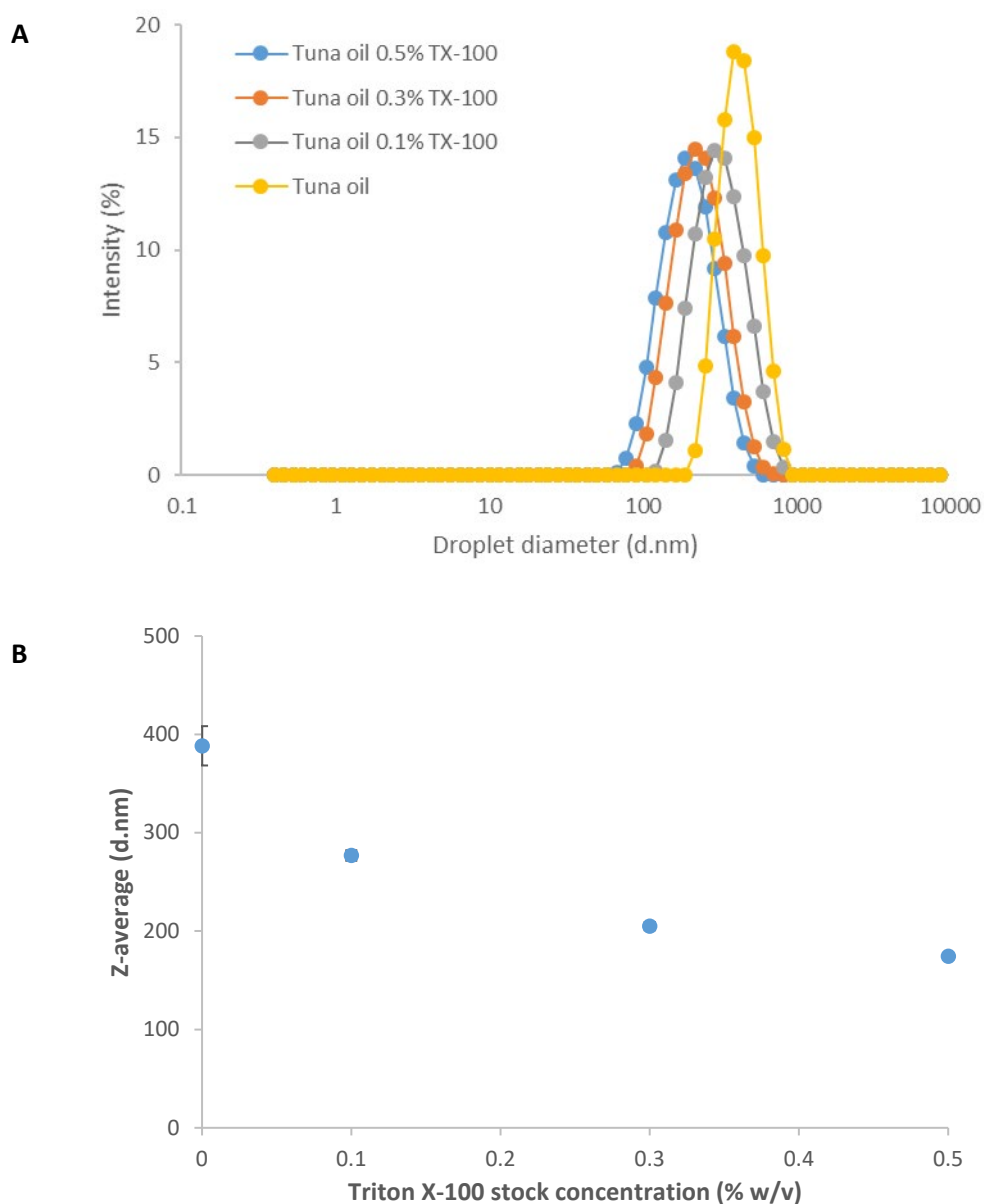 A
20
15
10
5
0
Intensity (%)
Tuna oil 0.5% TX-100
Tuna oil 0.3% TX-100
Tuna oil 0.1% TX-100
Tuna oil
0.1 1 10 100 1000 10000
Droplet diameter (d.nm)
B
500
400
300
200
100
0
Z-average (d.nm)
0 0.1 0.2 0.3 0.4 0.5
Triton X-100 stock concentration (% w/v)